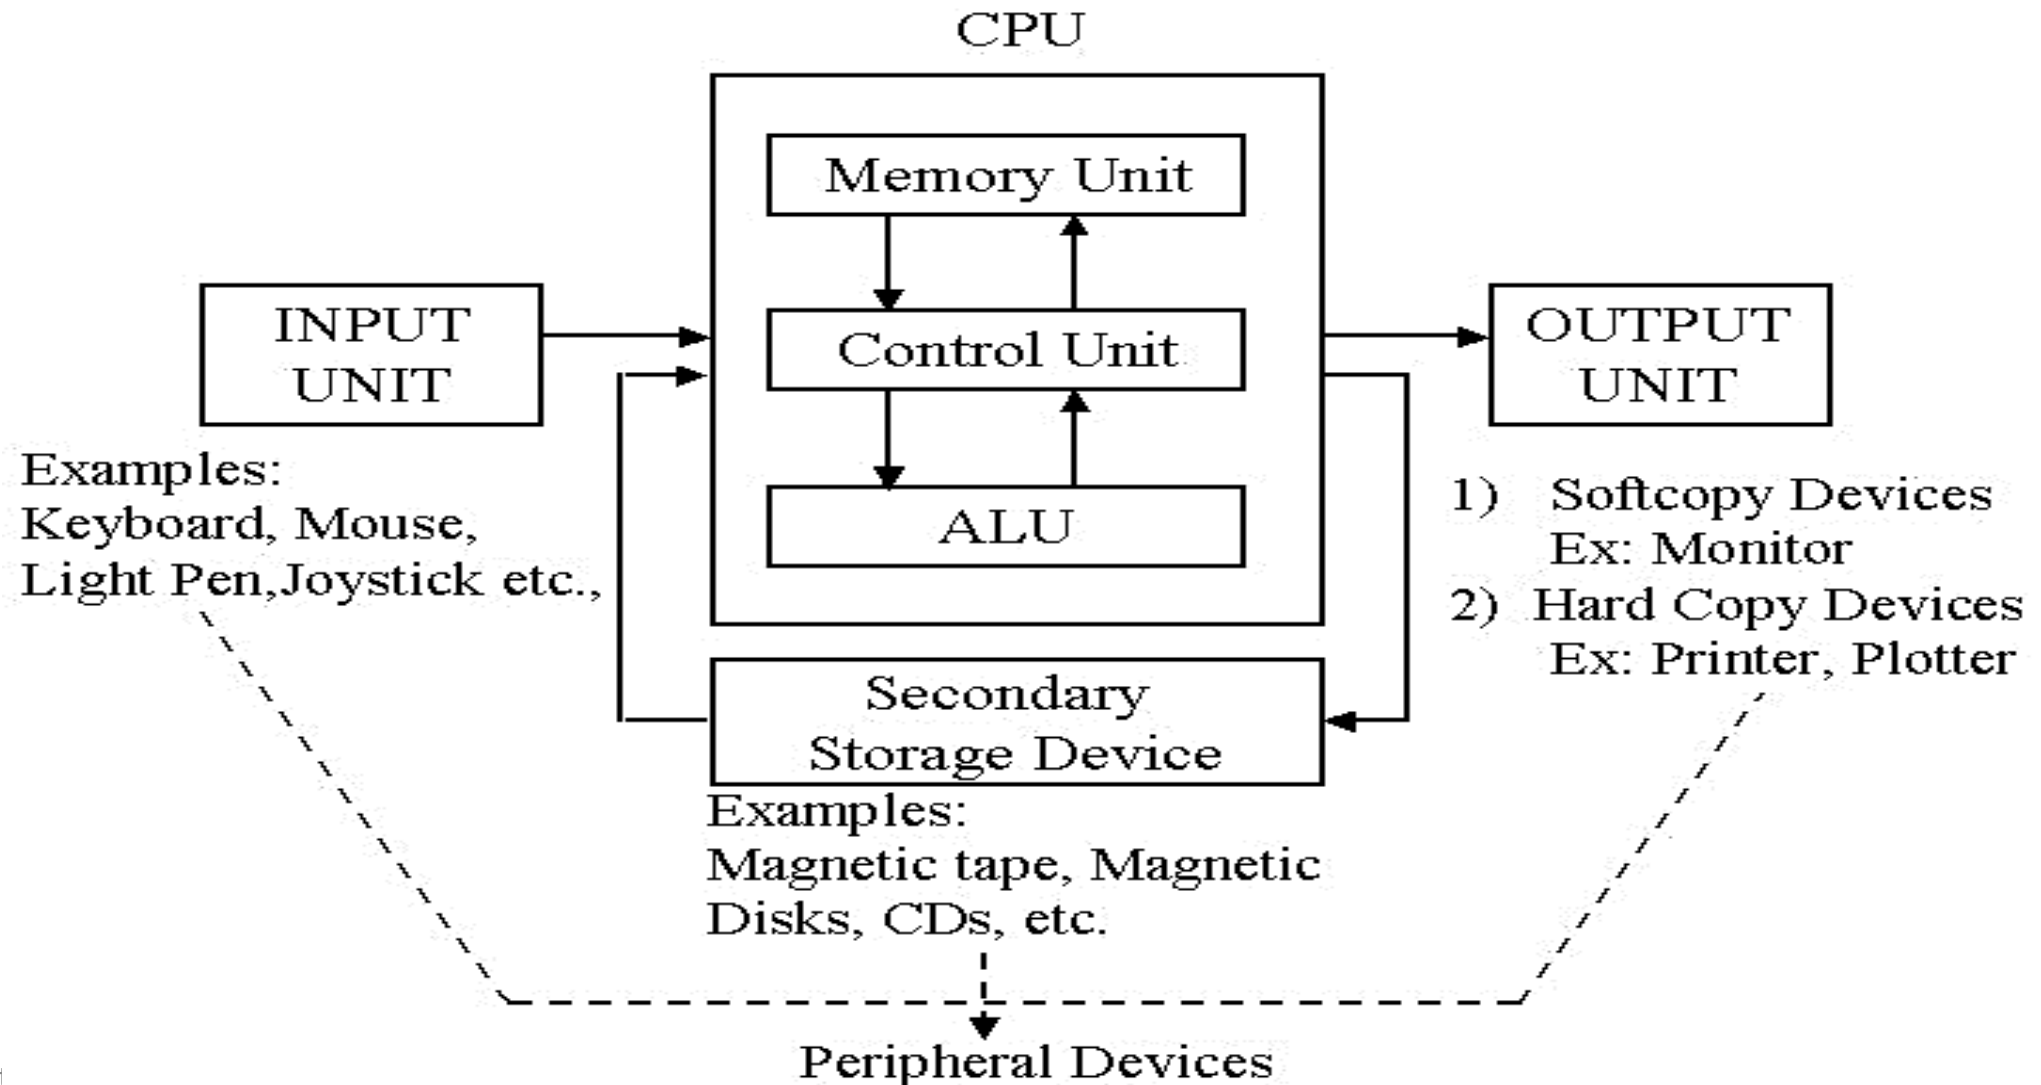 CPU
Memory Unit
Control Unit
ALU
INPUT
UNIT
Examples:
Keyboard, Mouse,
Light Pen,Joystick etc.,
OUTPUT
UNIT
1) Softcopy Devices
Ex: Monitor
2) Hard Copy Devices
Ex: Printer, Plotter
Secondary
Storage Device
Examples:
Magnetic tape, Magnetic
Disks, CDs, etc.
Peripheral Devices